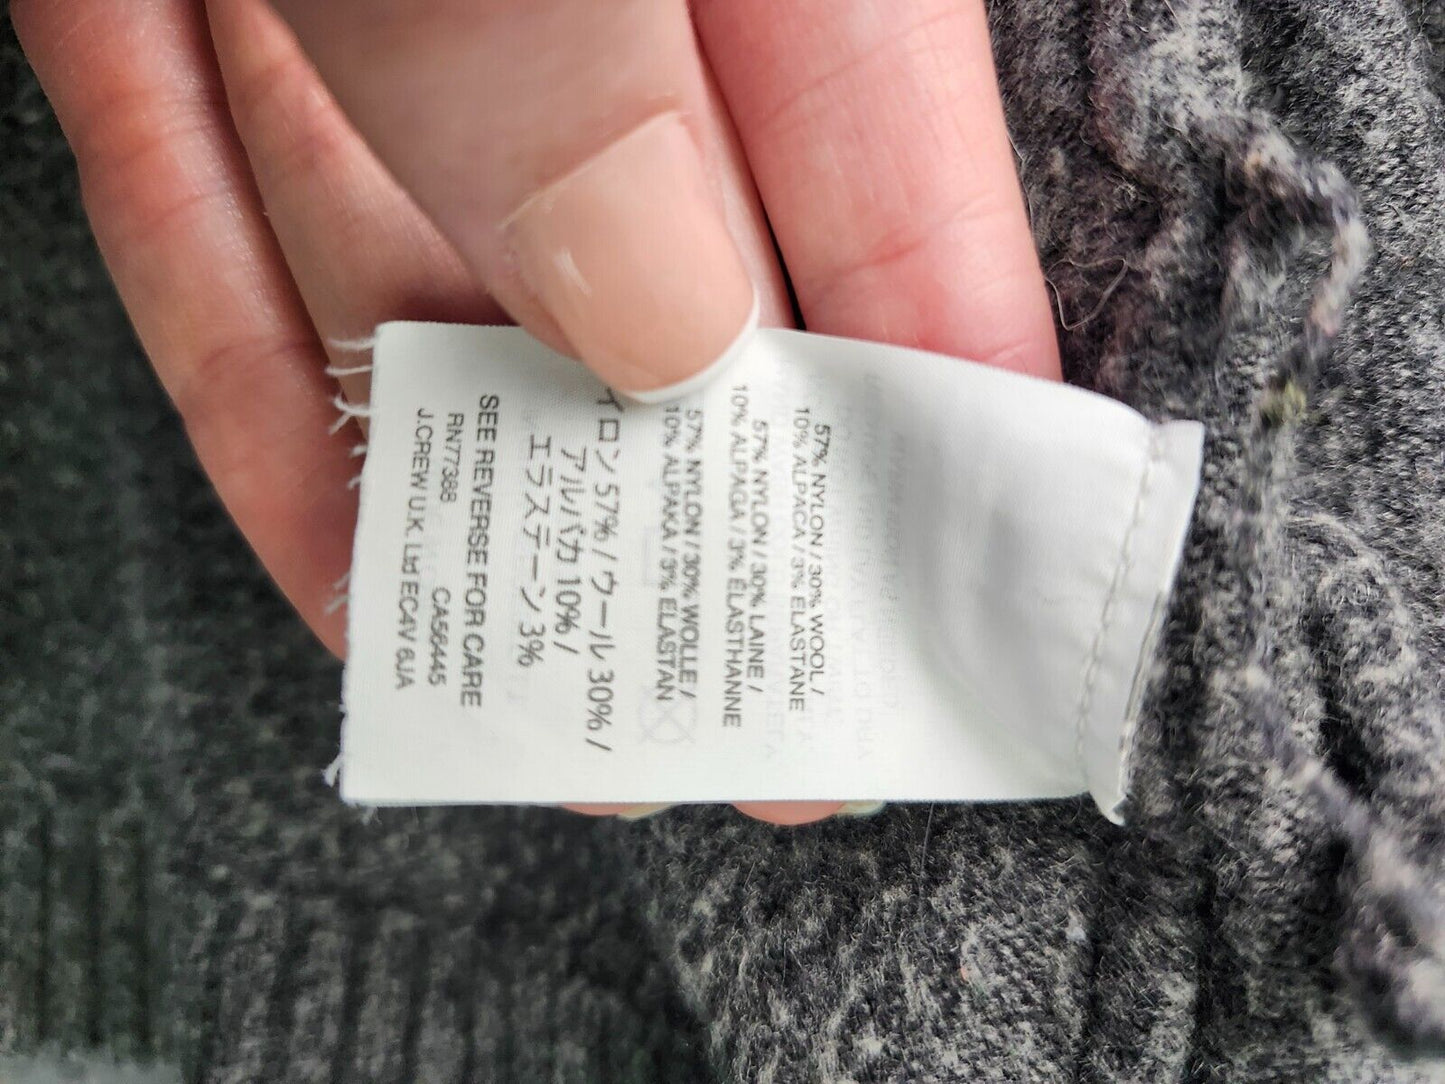 57% NYLON / 30% WOOL /
10% ALPACA / 3% ELASTANE
57% NYLON / 30% LAINE /
10% ALPAGA / 3% ÉLASTHANNE
57% NYLON / 30% WOLLE /
10% ALPAKA / 3% ELASTAN
イロン 57% / ウール 30% /
アルパカ 10% /
エラステーン 3%
SEE REVERSE FOR CARE
RN77388 CA56445
J.CREW U.K. Ltd EC4V 6JA